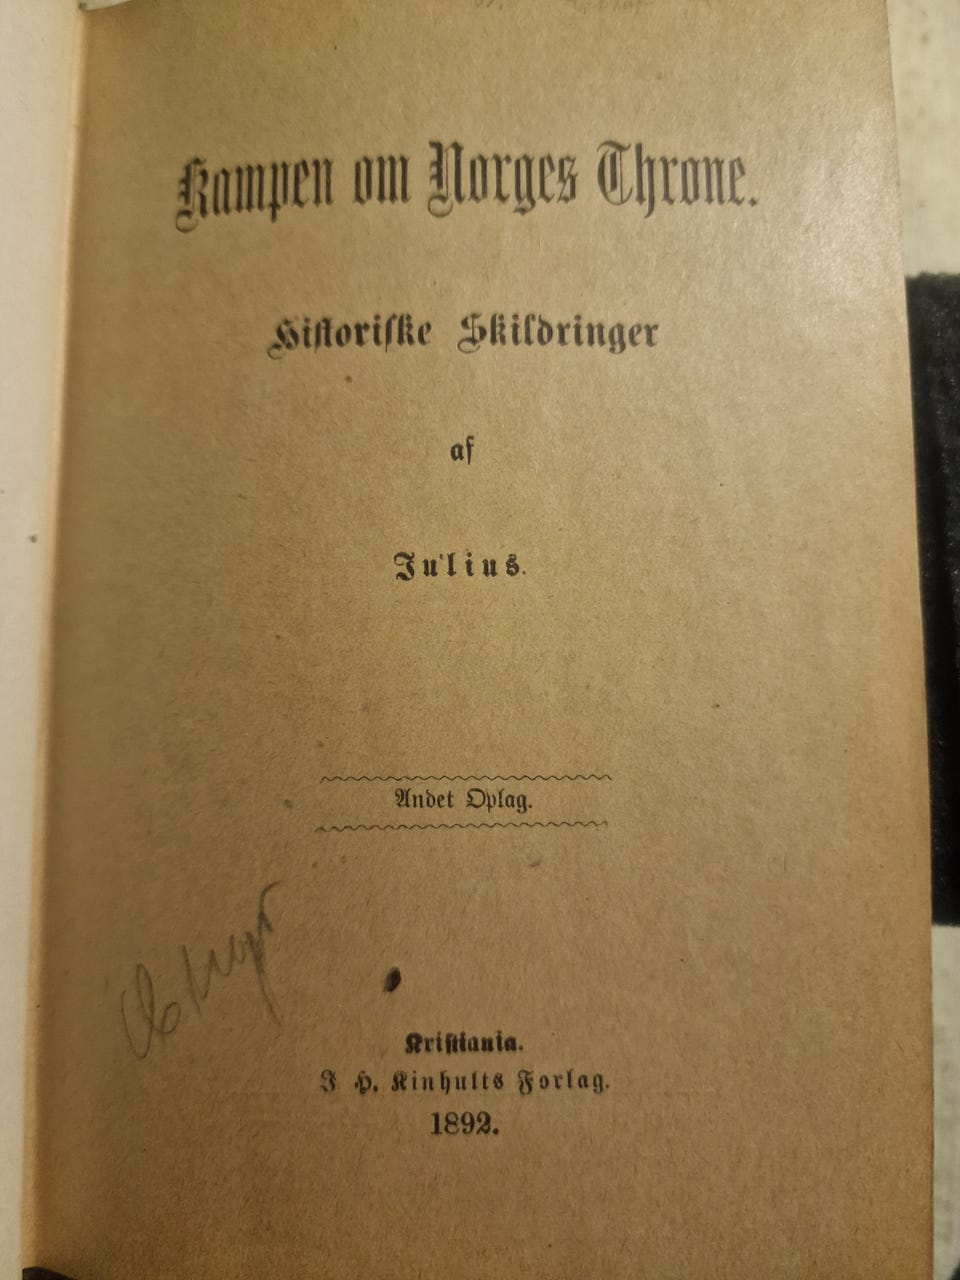 Kampen om Norges Throne.
Historiske Skildringer
af
Julius.
Andet Oplag.
Kristiania.
J H. Kinhults Forlag.
1892.